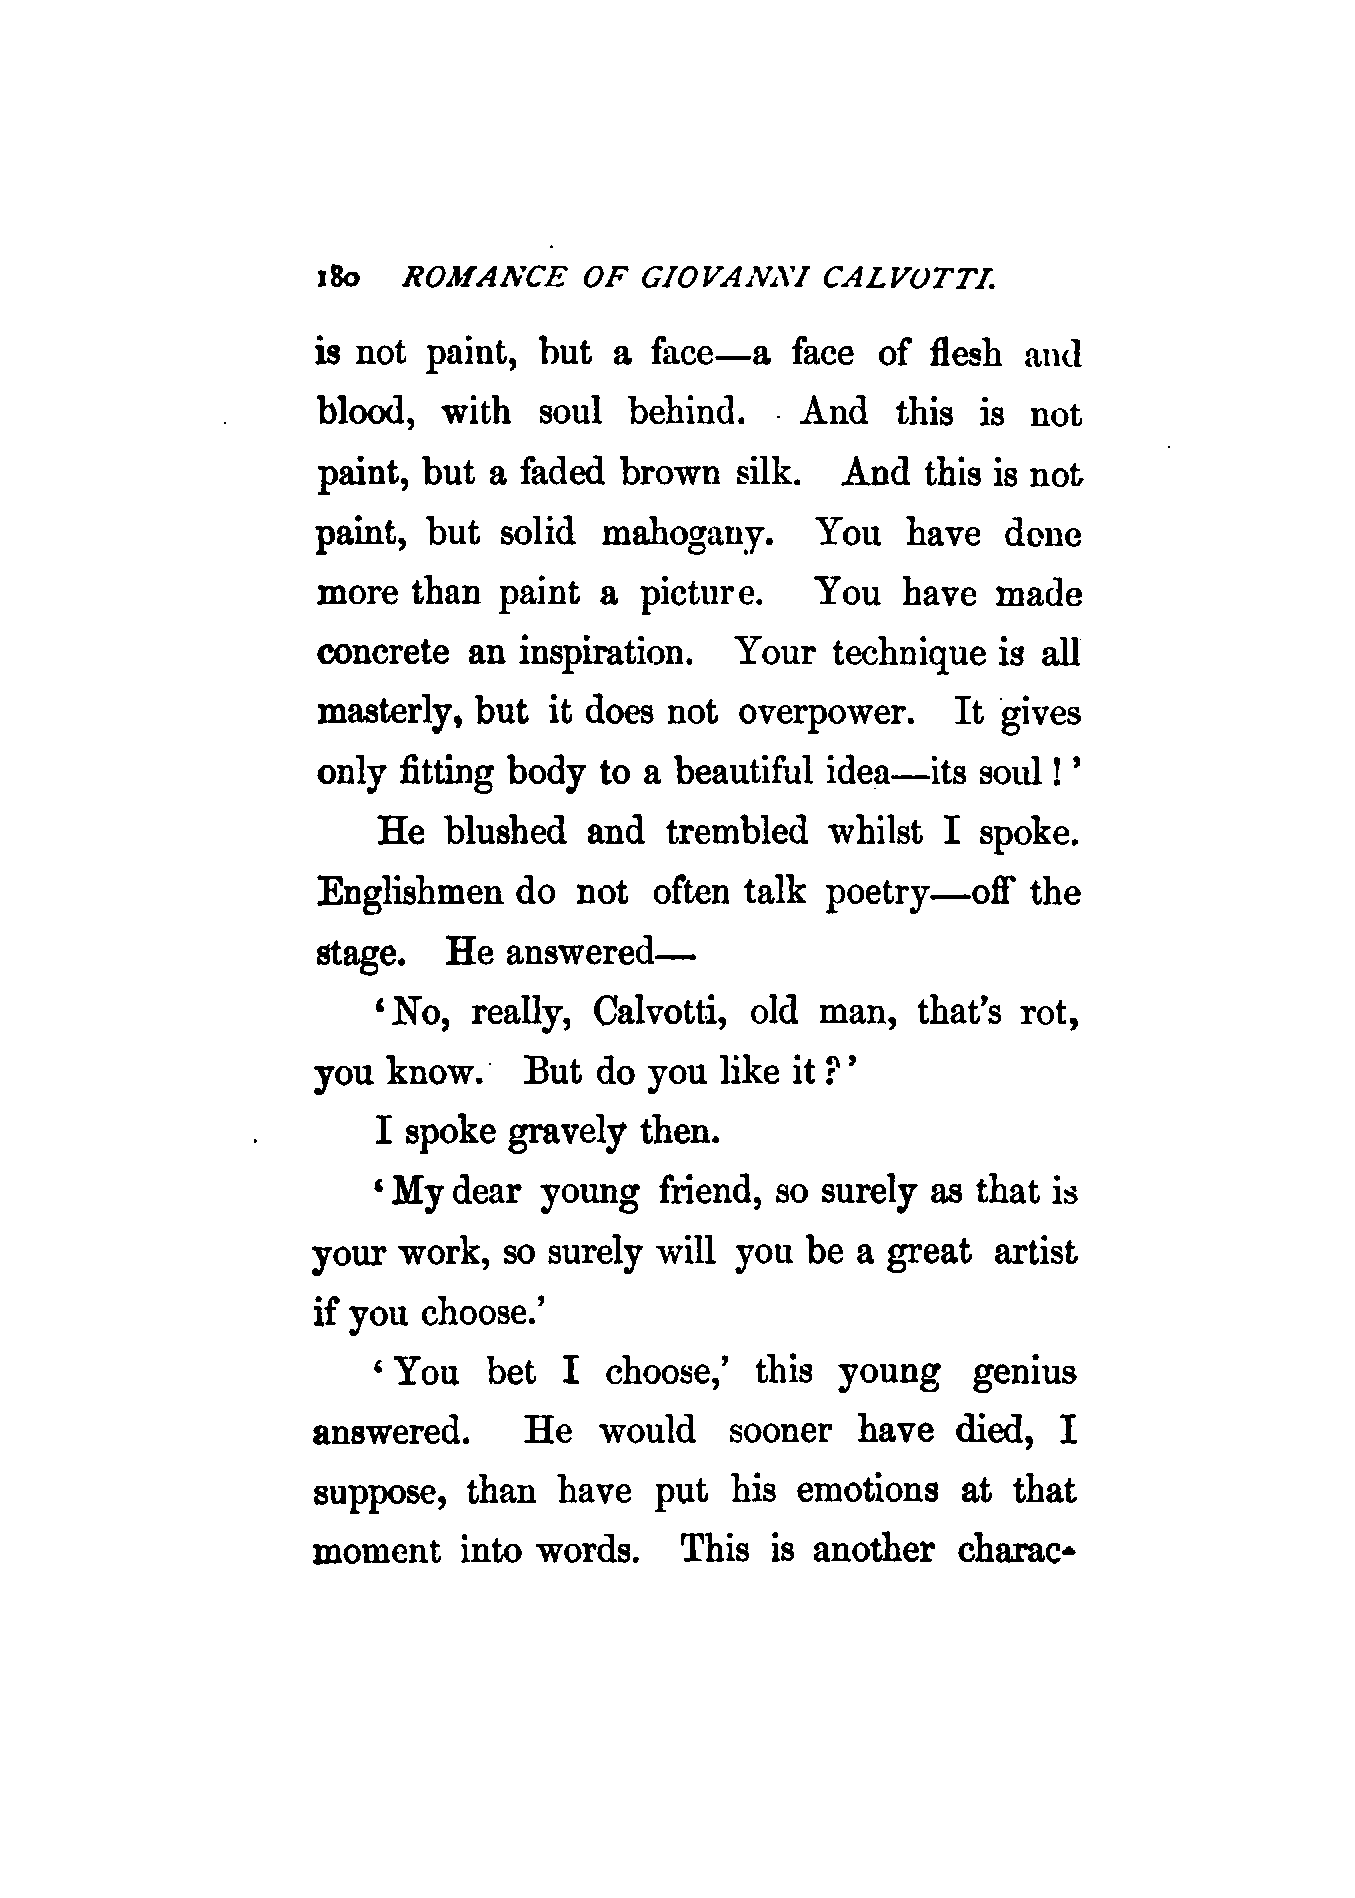 180 ROMANCE OF GIOVANNI CALVOTTI.
is not paint, but a face—a face of flesh and
blood, with soul behind. And this is not
paint, but a faded brown silk. And this is not
paint, but solid mahogany. You have done
more than paint a picture. You have made
concrete an inspiration. Your technique is all
masterly, but it does not overpower. It gives
only fitting body to a beautiful idea—its soul!’
He blushed and trembled whilst I spoke.
Englishmen do not often talk poetry—off the
stage. He answered—
‘No, really, Calvotti, old man, that’s rot,
you know. But do you like it?’
I spoke gravely then.
‘My dear young friend, so surely as that is
your work, so surely will you be a great artist
if you choose.’
‘You bet I choose,’ this young genius
answered. He would sooner have died, I
suppose, than have put his emotions at that
moment into words. This is another charac-